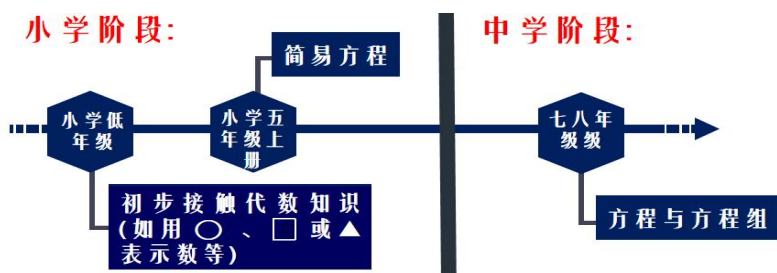 小学阶段:
中学阶段:
简易方程
小学低
年级
小学五
年级上
册
七八年
级级
初步接触代数知识
(如用○、□或▲
表示数等)
方程与方程组